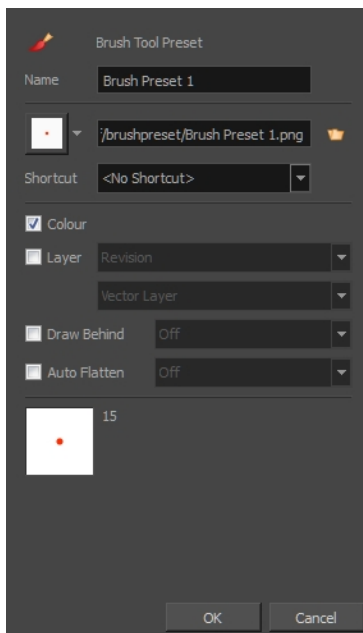 Brush Tool Preset
Name Brush Preset 1
/brushpreset/Brush Preset 1.png
Shortcut <No Shortcut>
Colour
Layer Revision
Vector Layer
Draw Behind Off
Auto Flatten Off
15
OK Cancel